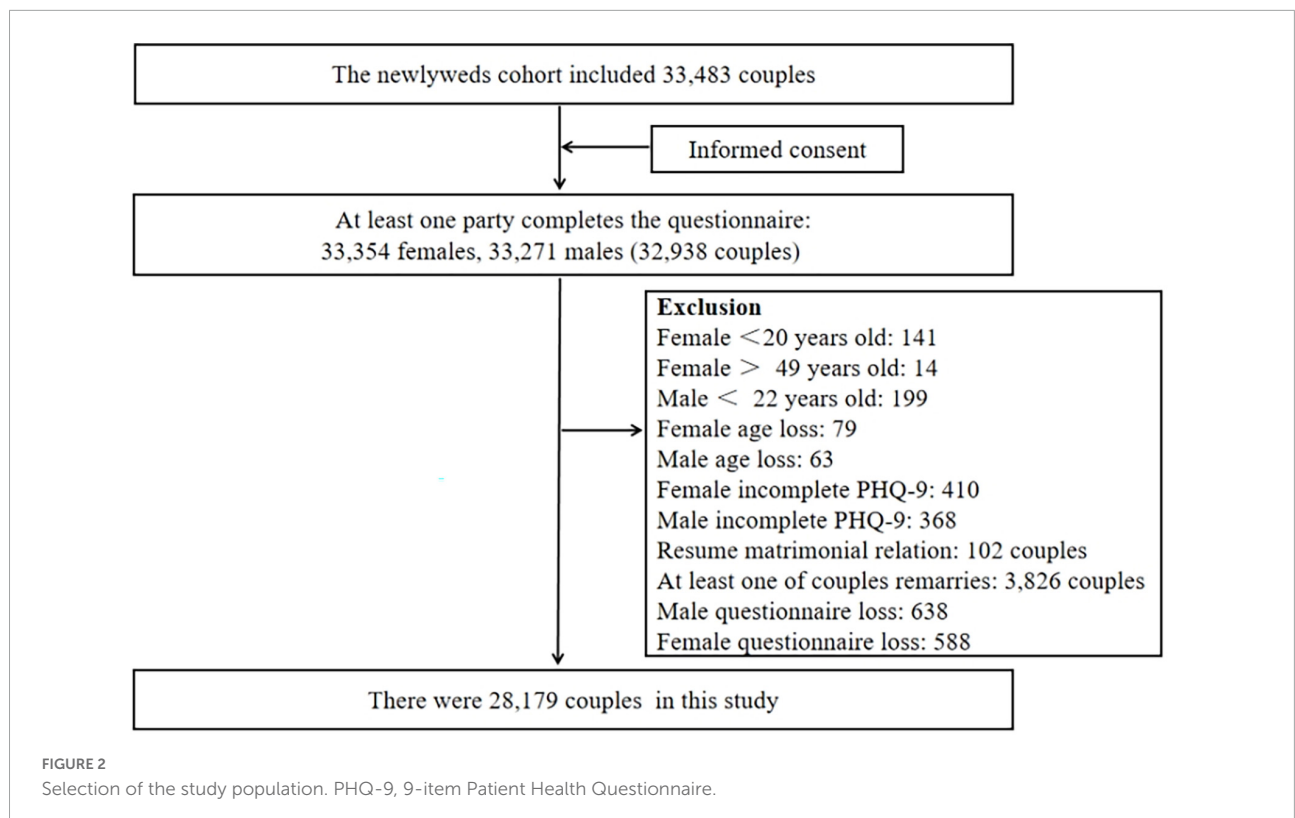 The newlyweds cohort included 33,483 couples
Informed consent
At least one party completes the questionnaire:
33,354 females, 33,271 males (32,938 couples)
Exclusion
Female <20 years old: 141
Female > 49 years old: 14
Male < 22 years old: 199
Female age loss: 79
Male age loss: 63
Female incomplete PHQ-9: 410
Male incomplete PHQ-9: 368
Resume matrimonial relation: 102 couples
At least one of couples remarries: 3,826 couples
Male questionnaire loss: 638
Female questionnaire loss: 588
There were 28,179 couples in this study
FIGURE 2
Selection of the study population. PHQ-9, 9-item Patient Health Questionnaire.